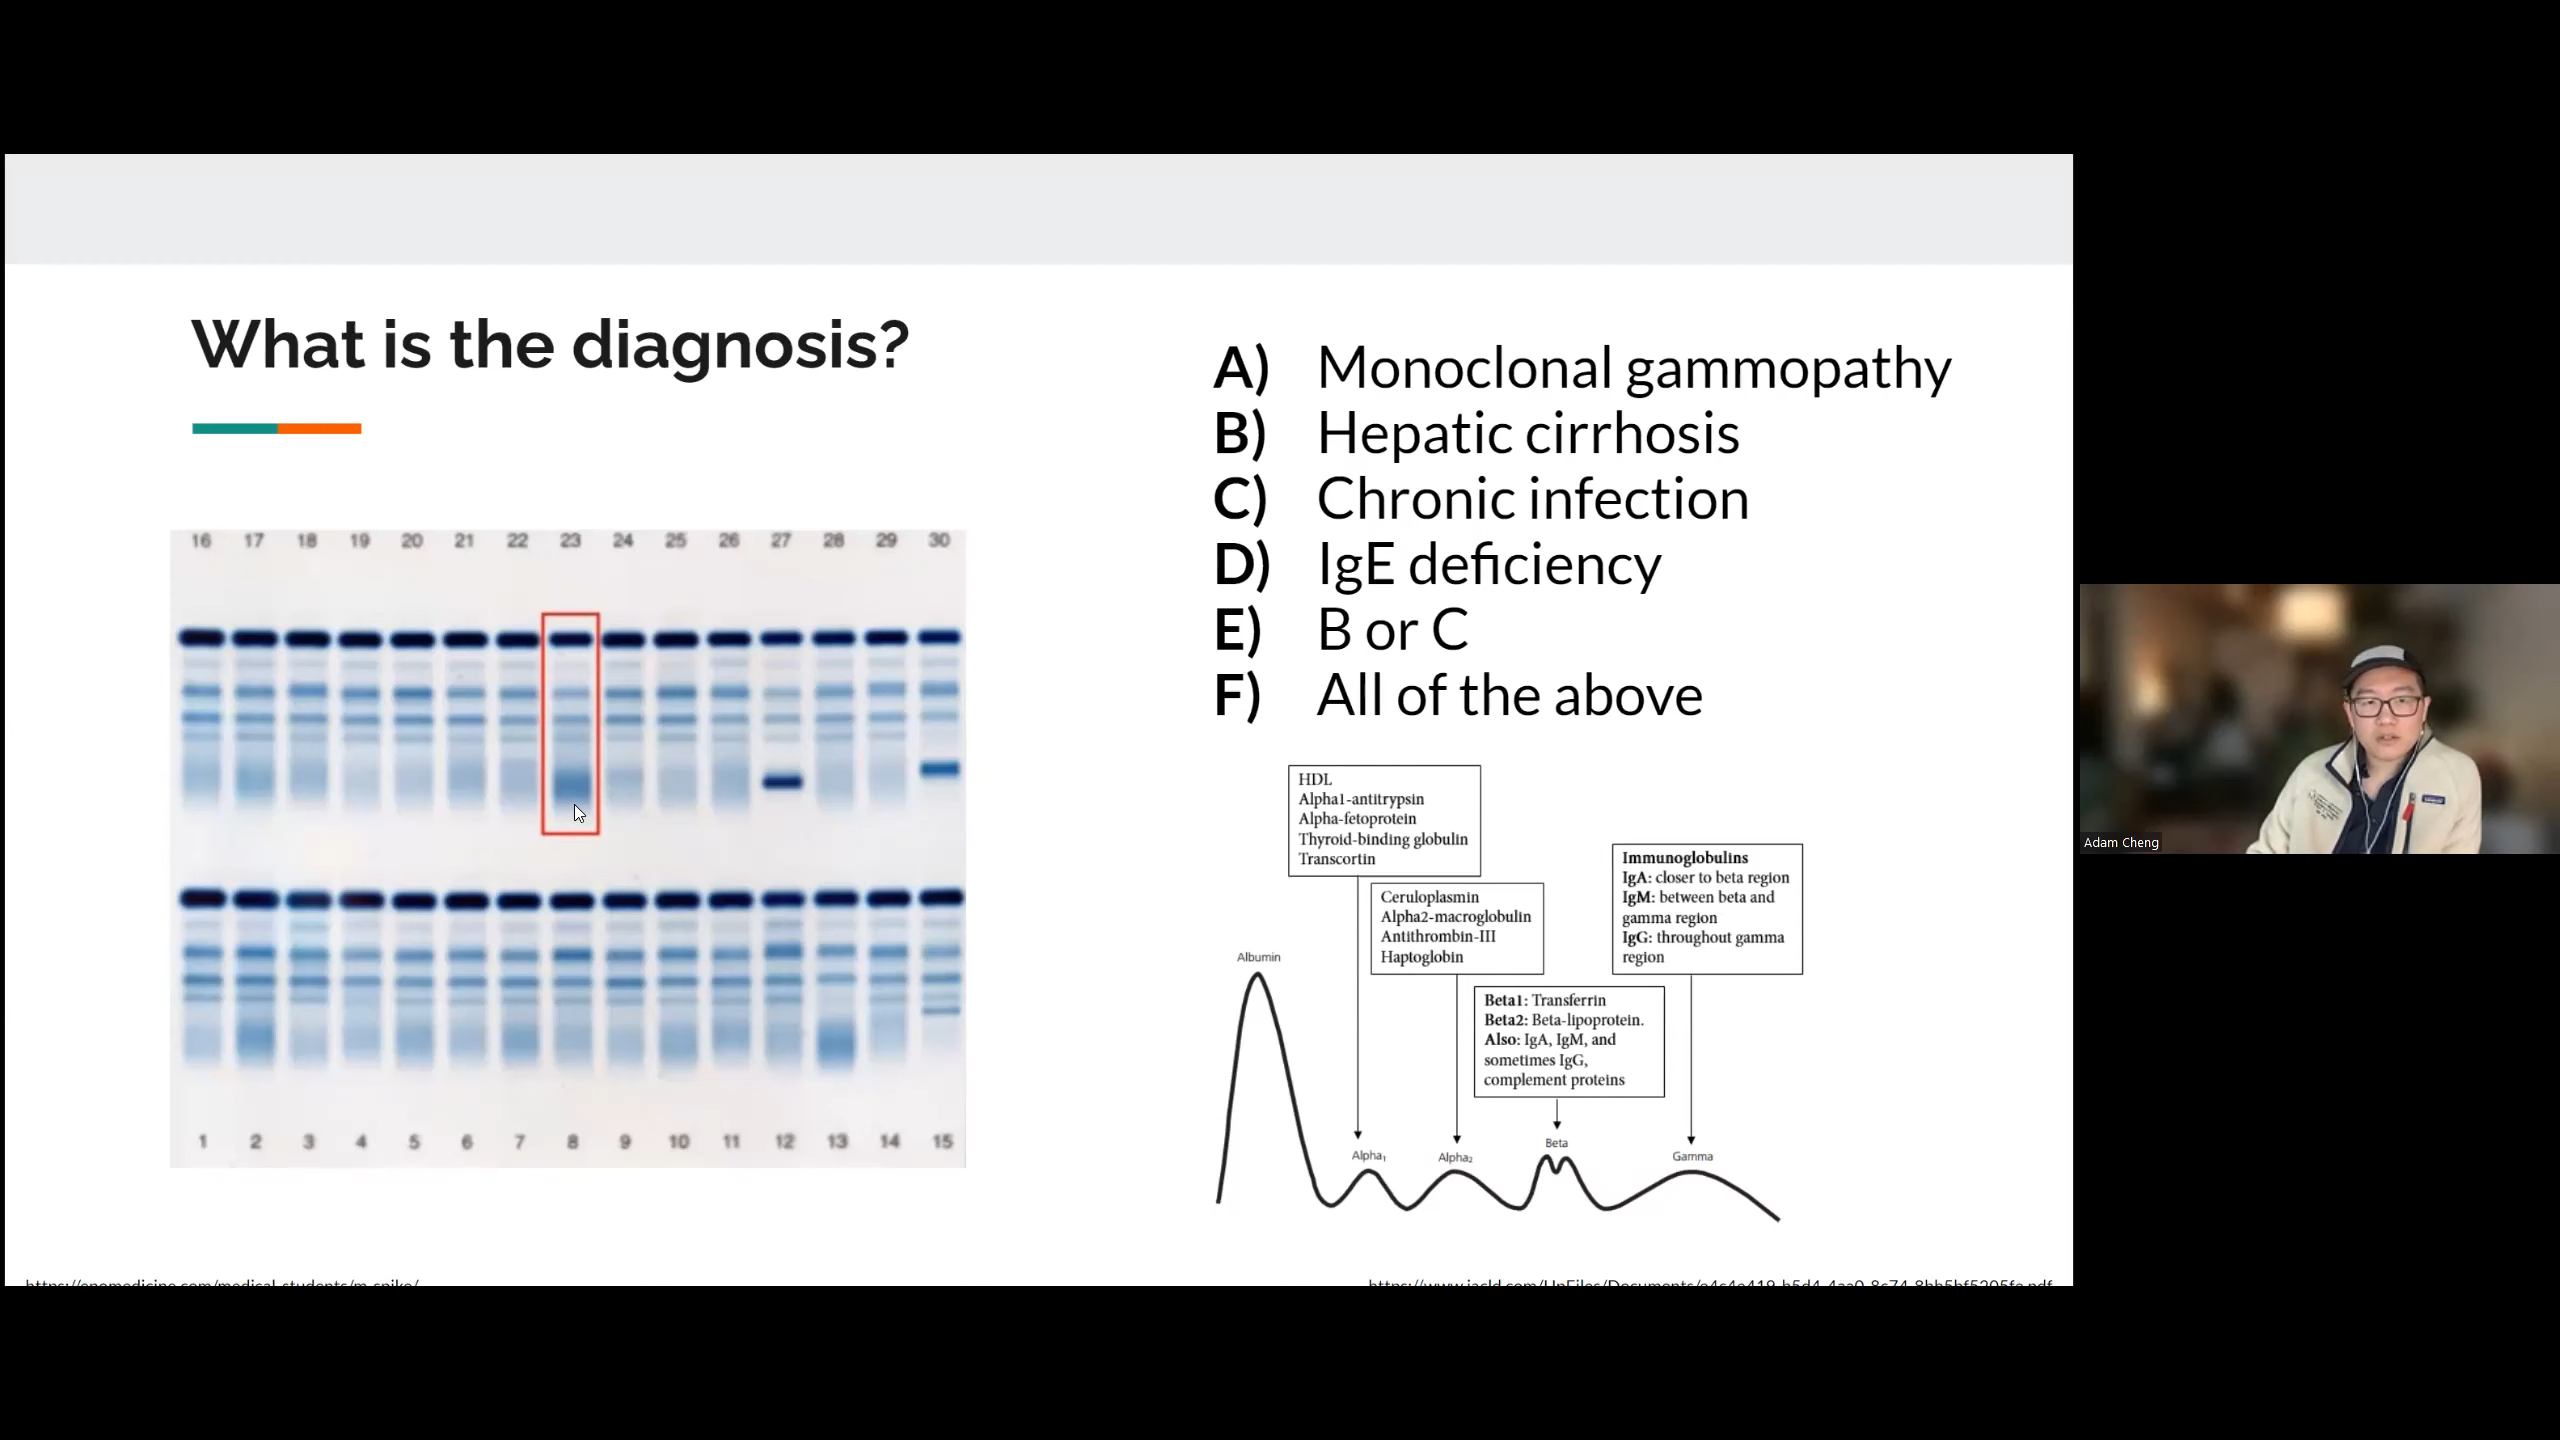 What is the diagnosis?
A) Monoclonal gammopathy
B) Hepatic cirrhosis
C) Chronic infection
D) IgE deficiency
E) B or C
F) All of the above
16 17 18 19 20 21 22 23 24 25 26 27 28 29 30
1 2 3 4 5 6 7 8 9 10 11 12 13 14 15
HDL
Alpha1-antitrypsin
Alpha-fetoprotein
Thyroid-binding globulin
Transcortin
Ceruloplasmin
Alpha2-macroglobulin
Antithrombin-III
Haptoglobin
Beta1: Transferrin
Beta2: Beta-lipoprotein.
Also: IgA, IgM, and
sometimes IgG,
complement proteins
Immunoglobulins
IgA: closer to beta region
IgM: between beta and
gamma region
IgG: throughout gamma
region
Albumin
Alpha1
Alpha2
Beta
Gamma
Adam Cheng